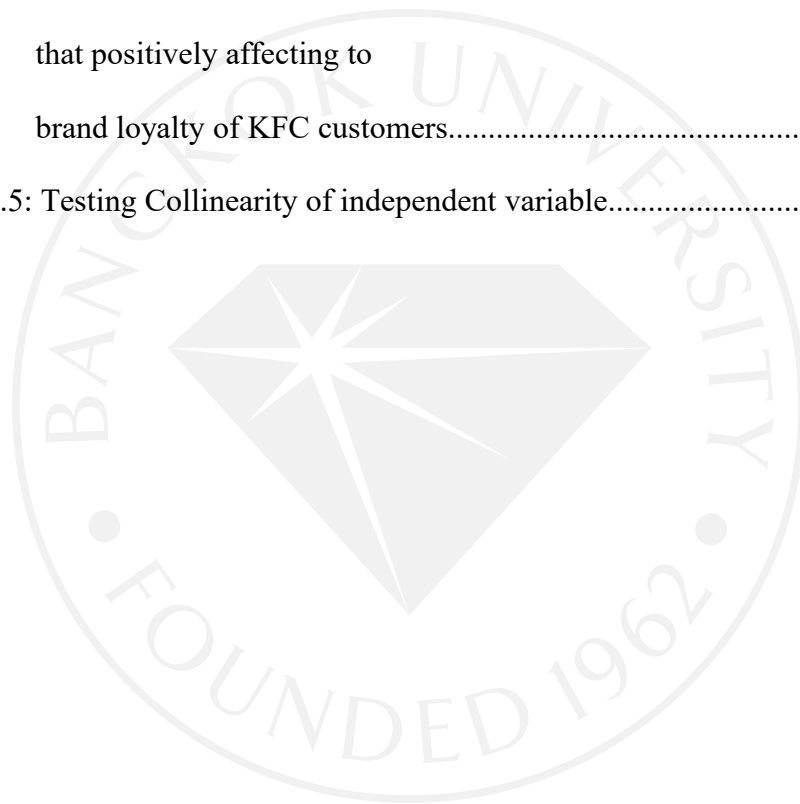 that positively affecting to
brand loyalty of KFC customers............................................
.5: Testing Collinearity of independent variable........................
BANGKOK UNIVERSITY
FOUNDED 1962